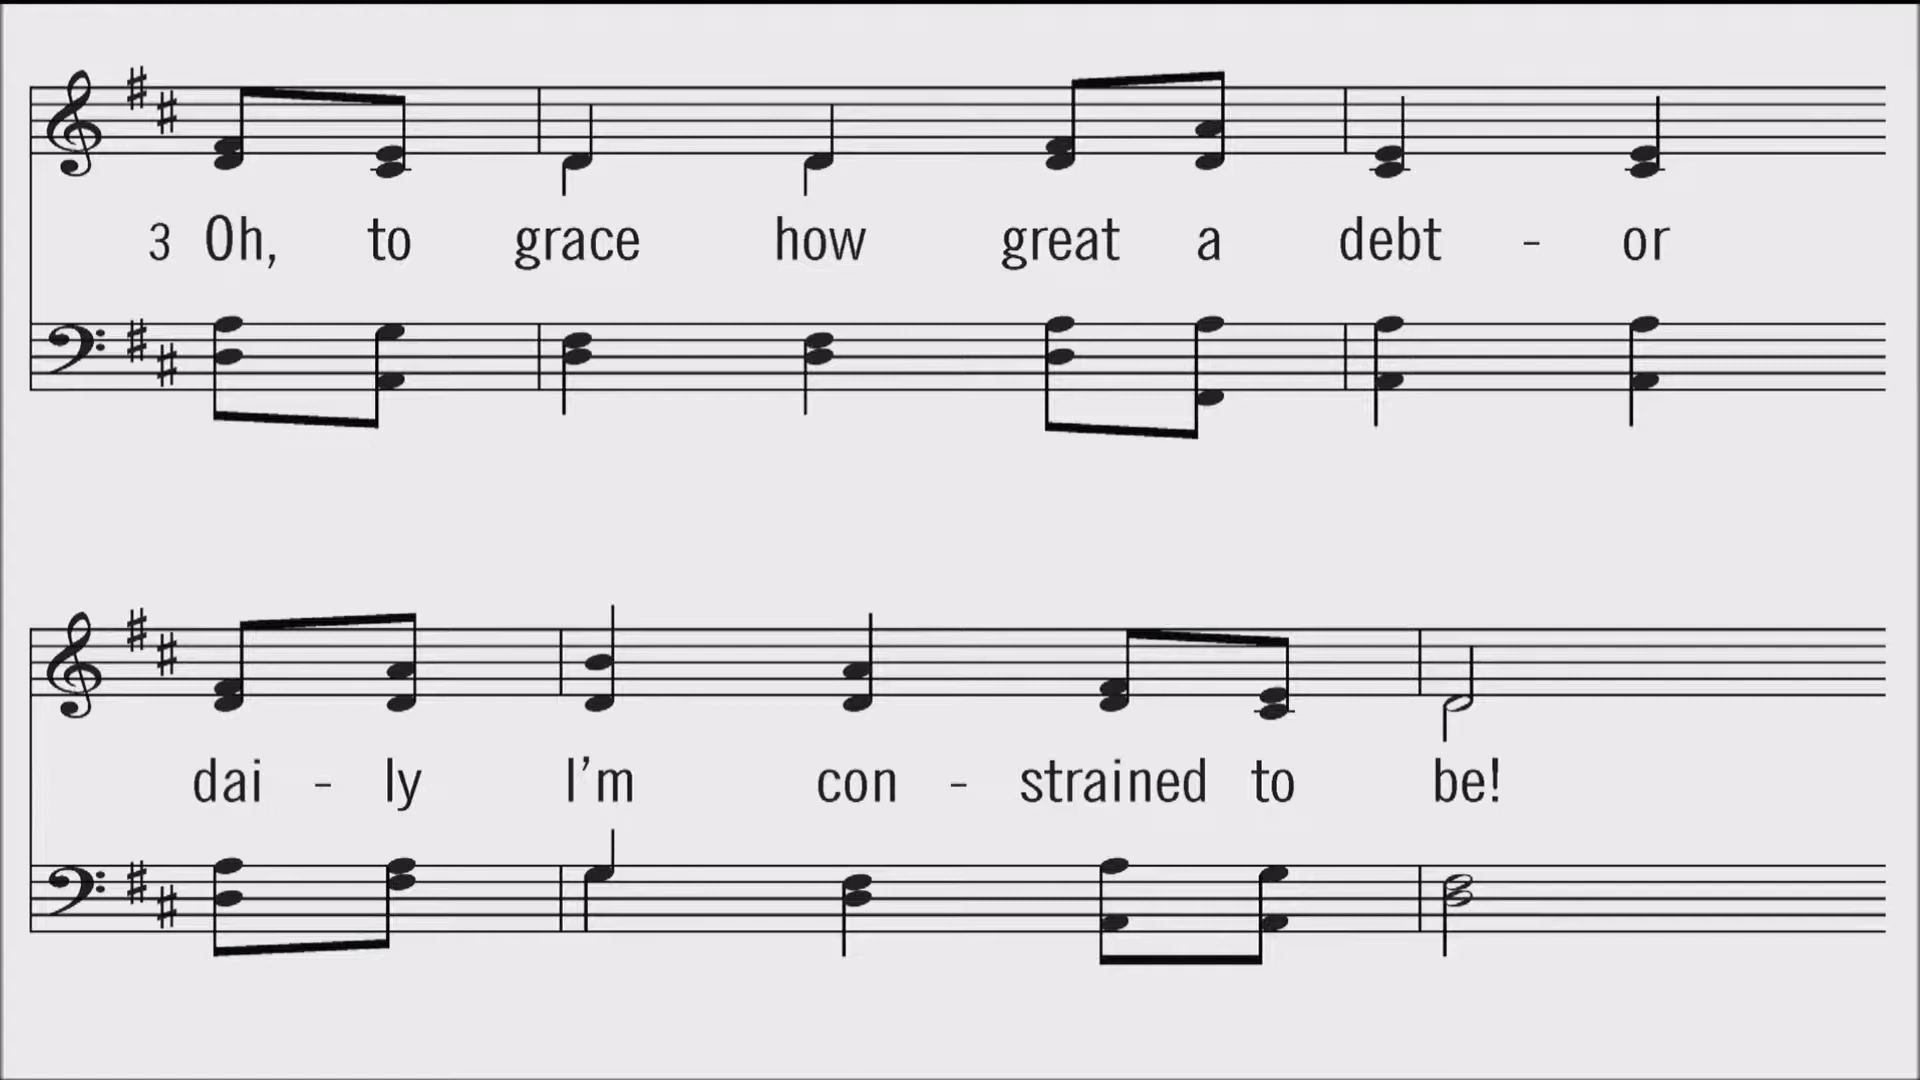 3 Oh, to grace how great a debt - or
dai - ly I'm con - strained to be!